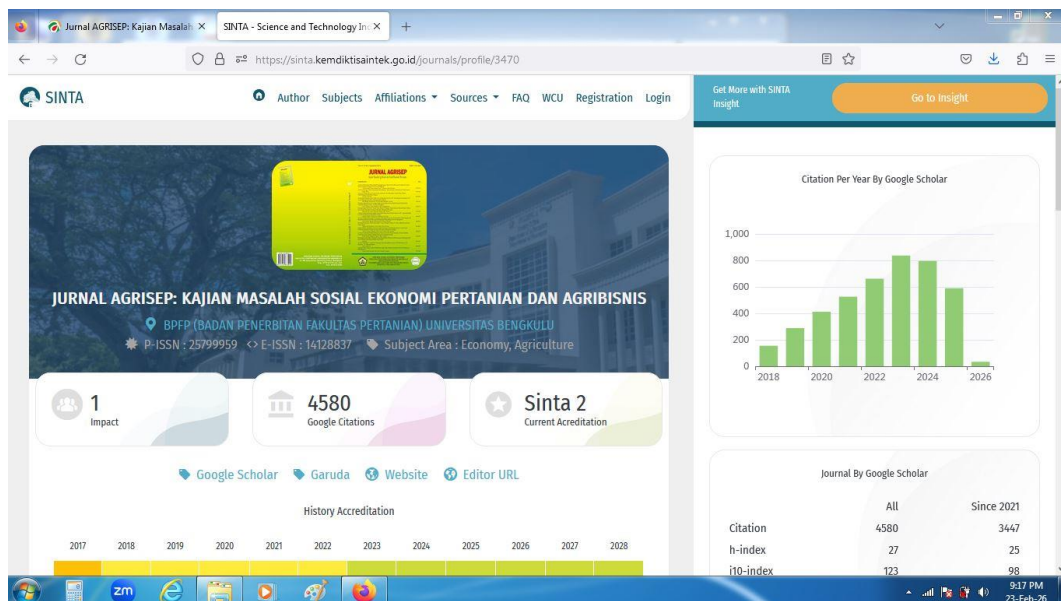 Jurnal AGRISEP: Kajian Masalah
SINTA - Science and Technology In
https://sinta.kemdiktisaintek.go.id/journals/profile/3470
SINTA
Author Subjects Affiliations Sources FAQ WCU Registration Login
Get More with SINTA
Insight
Go to Insight
JURNAL AGRISEP
JURNAL AGRISEP: KAJIAN MASALAH SOSIAL EKONOMI PERTANIAN DAN AGRIBISNIS
BPFP (BADAN PENERBITAN FAKULTAS PERTANIAN) UNIVERSITAS BENGKULU
P-ISSN : 25799959 <> E-ISSN : 14128837 Subject Area : Economy, Agriculture
1
Impact
4580
Google Citations
Sinta 2
Current Acreditation
Google Scholar Garuda Website Editor URL
History Accreditation
2017 2018 2019 2020 2021 2022 2023 2024 2025 2026 2027 2028
Citation Per Year By Google Scholar
1,000
800
600
400
200
0
2018 2020 2022 2024 2026
Journal By Google Scholar
All Since 2021
Citation 4580 3447
h-index 27 25
i10-index 123 98
zm
9:17 PM
23-Feb-26